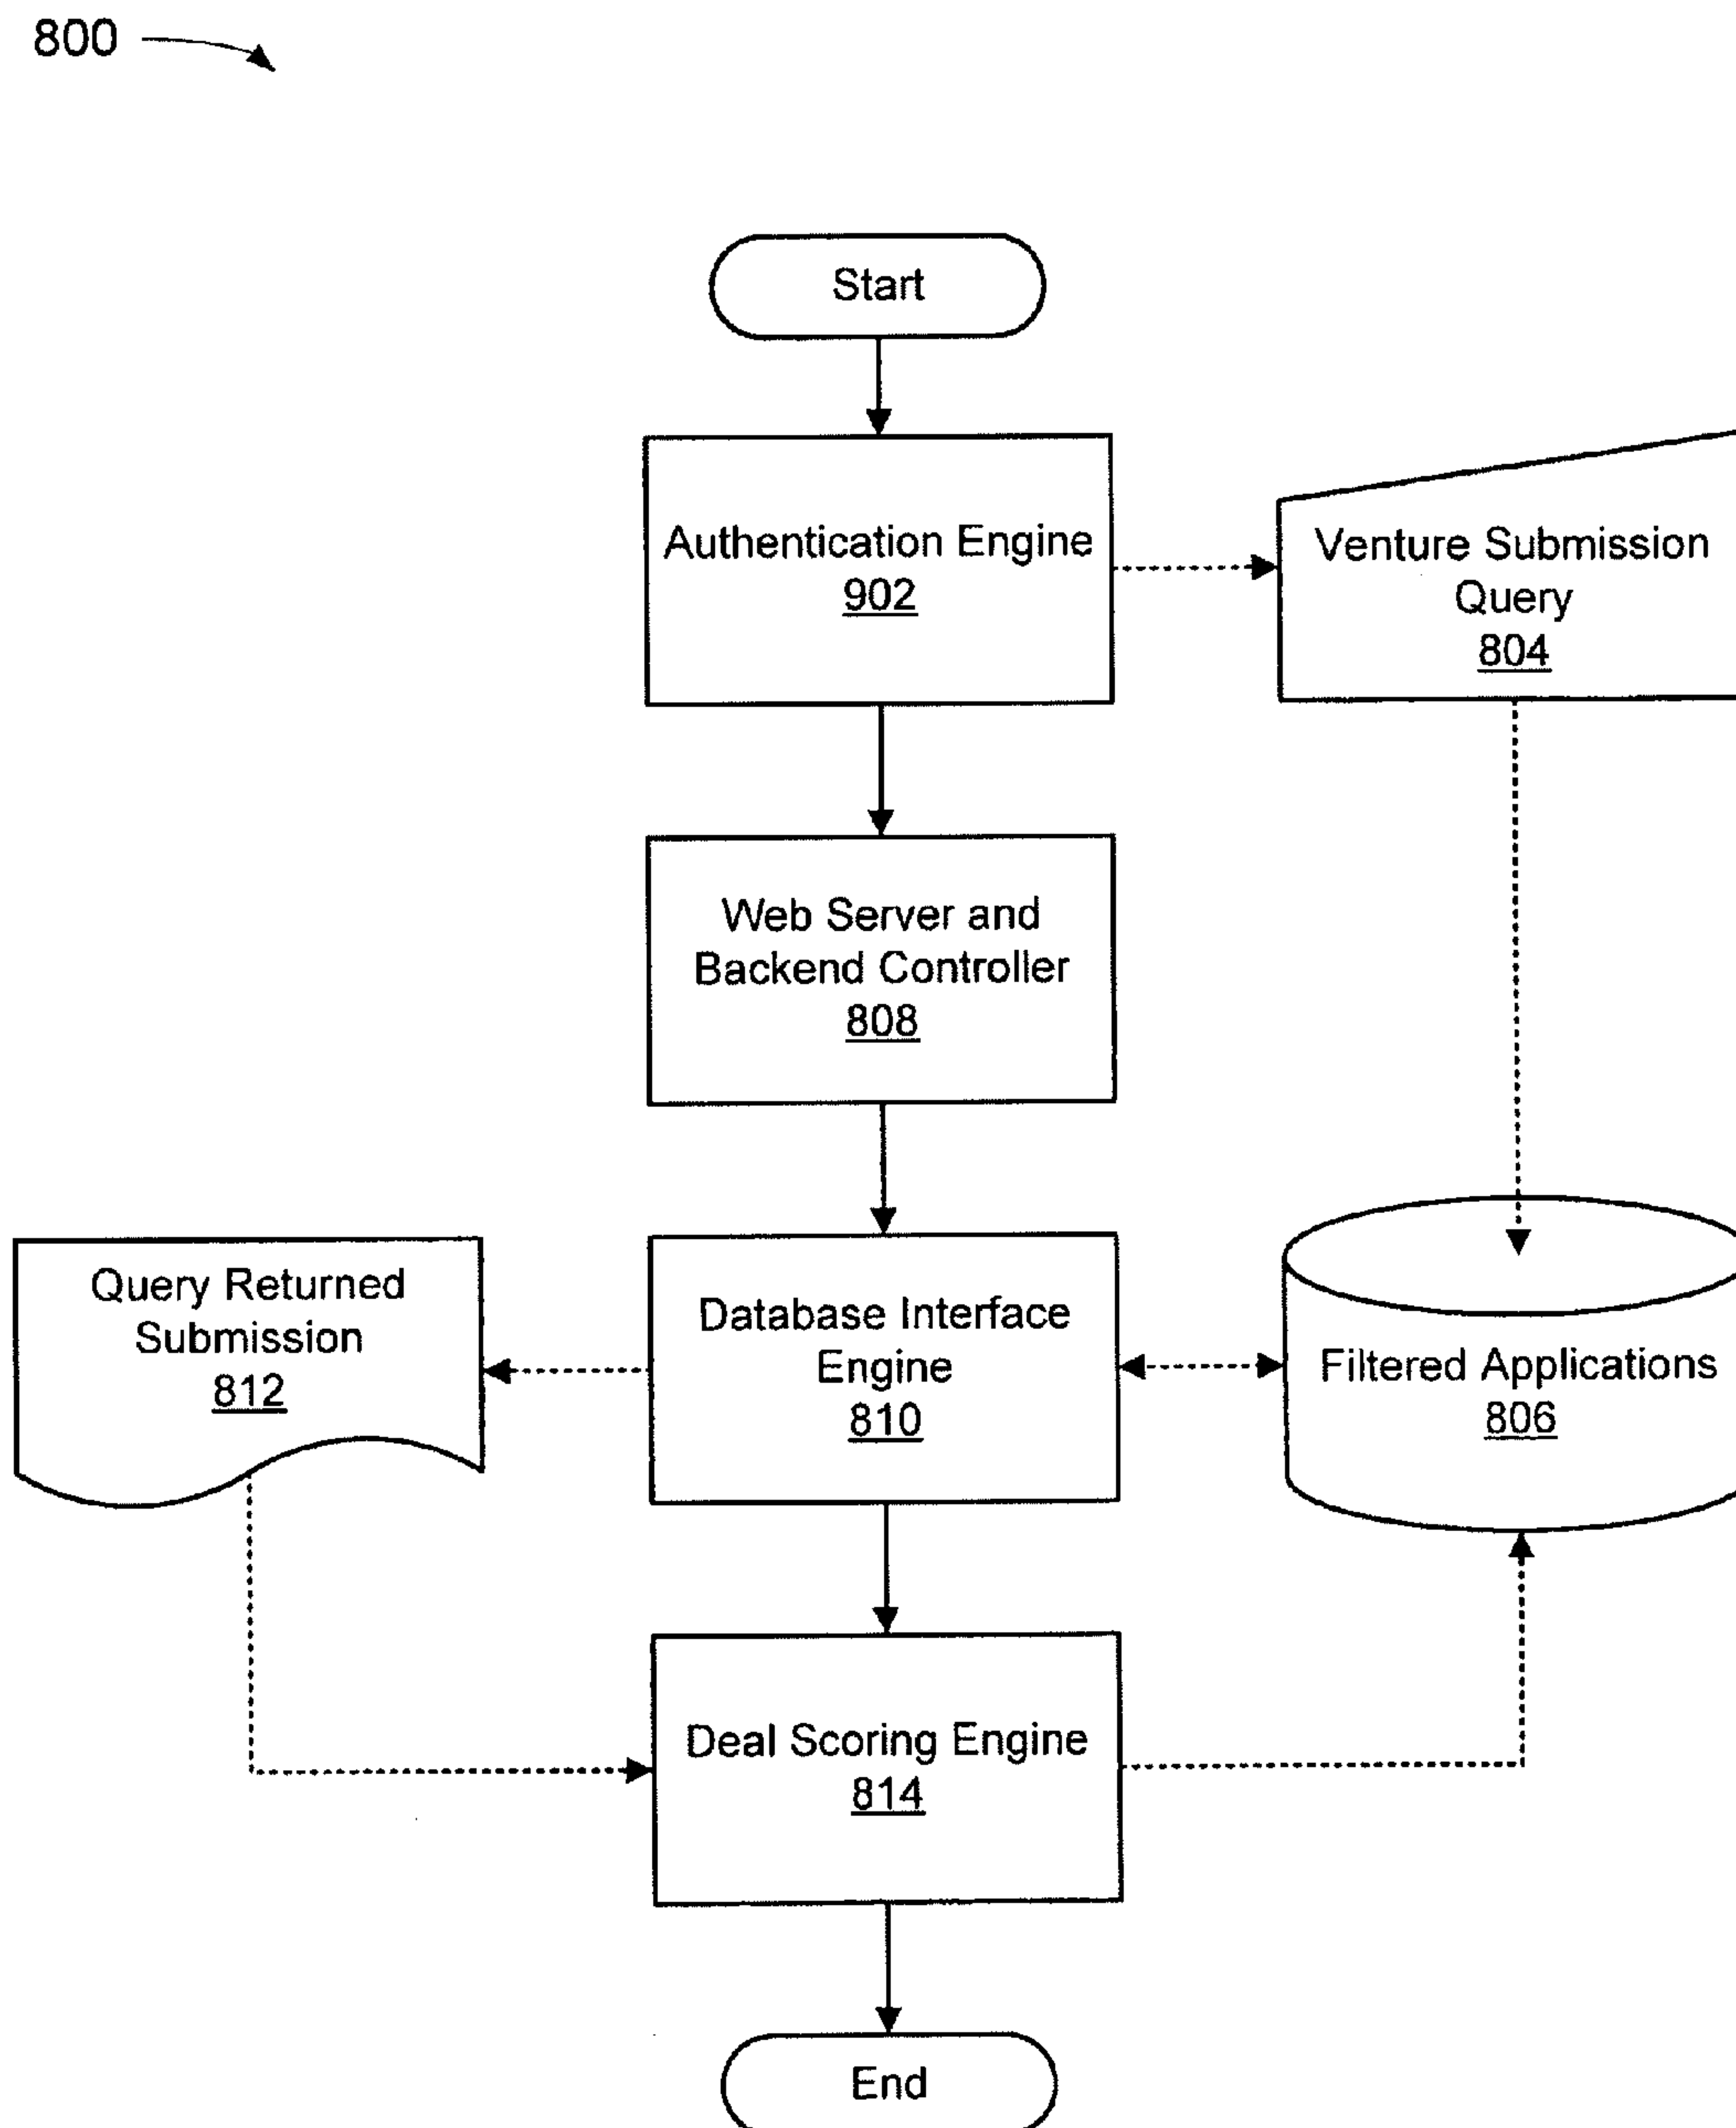 800
Start
Authentication Engine
902
Venture Submission
Query
804
Web Server and
Backend Controller
808
Query Returned
Submission
812
Database Interface
Engine
810
Filtered Applications
806
Deal Scoring Engine
814
End